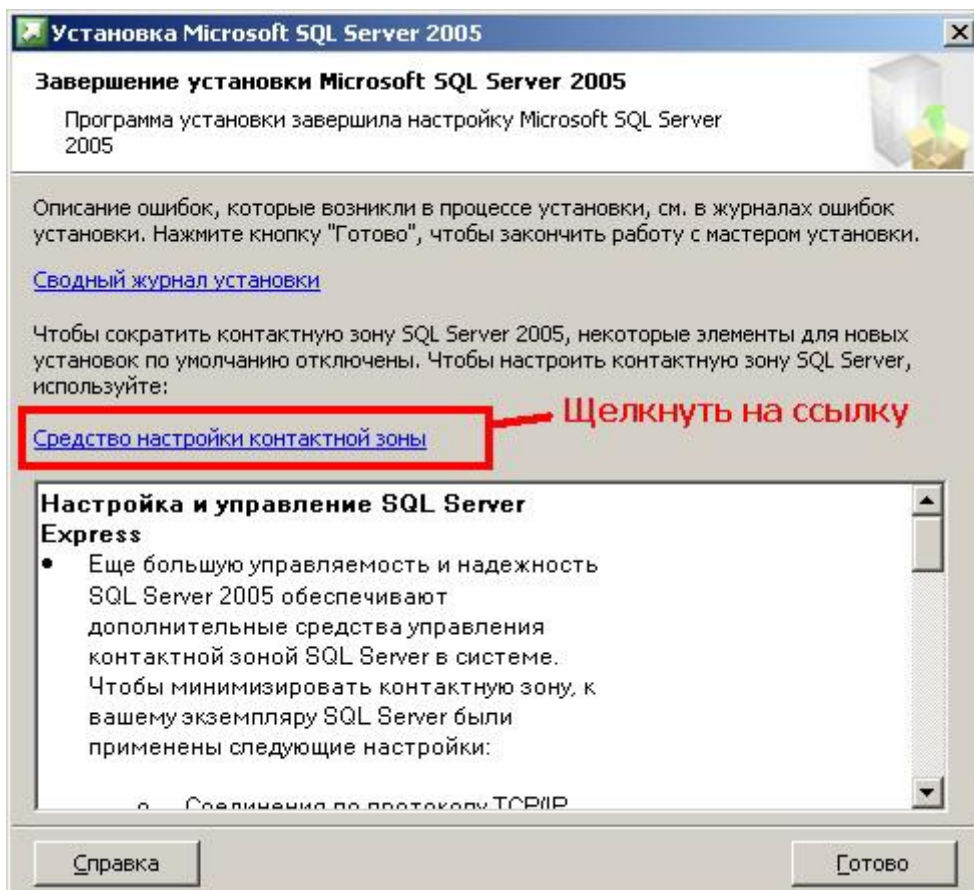 Установка Microsoft SQL Server 2005
Завершение установки Microsoft SQL Server 2005
Программа установки завершила настройку Microsoft SQL Server
2005
Описание ошибок, которые возникли в процессе установки, см. в журналах ошибок
установки. Нажмите кнопку "Готово", чтобы закончить работу с мастером установки.
Сводный журнал установки
Чтобы сократить контактную зону SQL Server 2005, некоторые элементы для новых
установок по умолчанию отключены. Чтобы настроить контактную зону SQL Server,
используйте:
Щелкнуть на ссылку
Средство настройки контактной зоны
Настройка и управление SQL Server
Express
• Еще большую управляемость и надежность
SQL Server 2005 обеспечивают
дополнительные средства управления
контактной зоной SQL Server в системе.
Чтобы минимизировать контактную зону, к
вашему экземпляру SQL Server были
применены следующие настройки:
o Соединения по протоколу TCP/IP
Справка
Готово